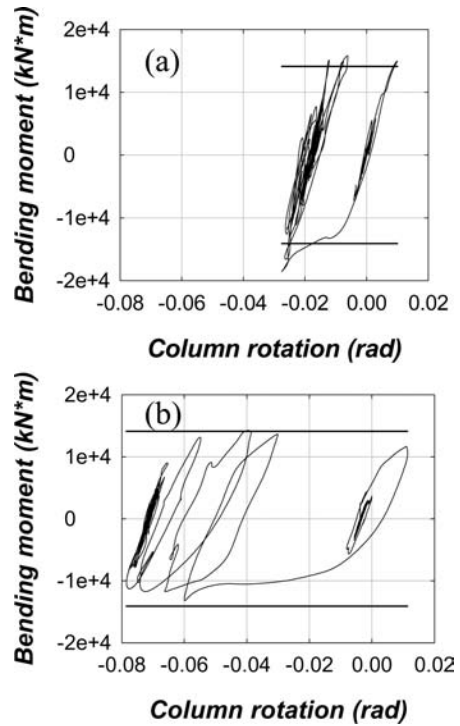 Bending moment (kN*m)
2e+4
1e+4
0
-1e+4
-2e+4
(a)
-0.08 -0.06 -0.04 -0.02 0.00 0.02
Column rotation (rad)
Bending moment (kN*m)
2e+4
1e+4
0
-1e+4
-2e+4
(b)
-0.08 -0.06 -0.04 -0.02 0.00 0.02
Column rotation (rad)